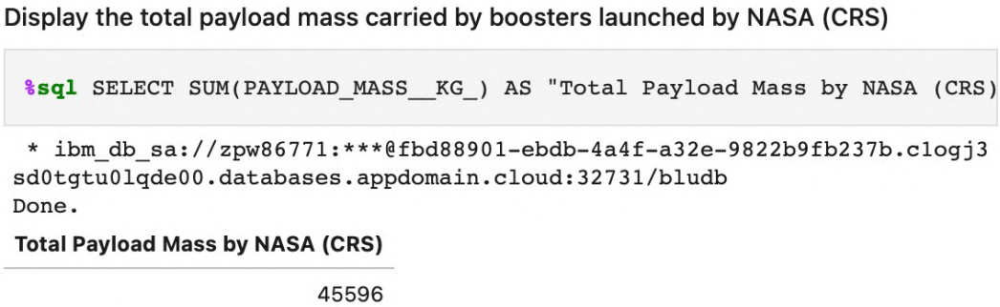 Display the total payload mass carried by boosters launched by NASA (CRS)
%sql SELECT SUM(PAYLOAD_MASS__KG_) AS "Total Payload Mass by NASA (CRS)
* ibm_db_sa://zpw86771:***@fbd88901-ebdb-4a4f-a32e-9822b9fb237b.c1ogj3
sd0tgtu0lqde00.databases.appdomain.cloud:32731/bludb
Done.
Total Payload Mass by NASA (CRS)
45596